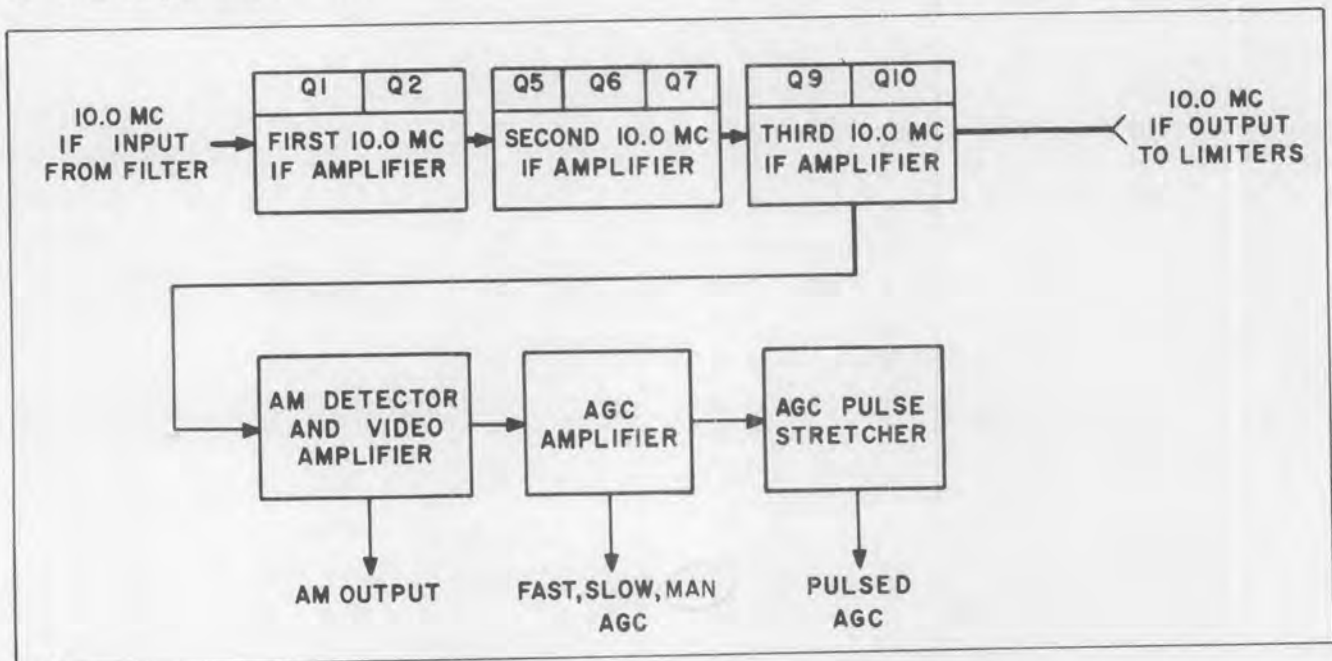 10.0 MC
IF INPUT
FROM FILTER
Q1 Q2
FIRST 10.0 MC
IF AMPLIFIER
Q5 Q6 Q7
SECOND 10.0 MC
IF AMPLIFIER
Q9 Q10
THIRD 10.0 MC
IF AMPLIFIER
10.0 MC
IF OUTPUT
TO LIMITERS
AM DETECTOR
AND VIDEO
AMPLIFIER
AGC
AMPLIFIER
AGC PULSE
STRETCHER
AM OUTPUT
FAST, SLOW, MAN
AGC
PULSED
AGC